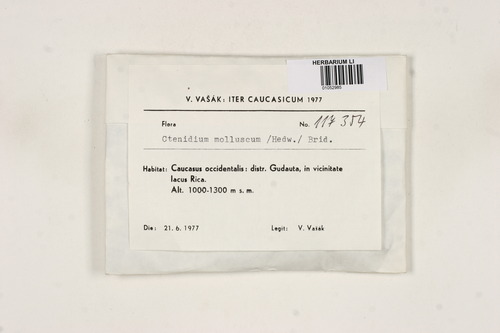 HERBARIUM LI
01052985
V. VAŠÁK: ITER CAUCASICUM 1977
Flora
No. 117 354
Ctenidium molluscum /Hedw./ Brid.
Habitat: Caucasus occidentalis: distr. Gudauta, in vicinitate
lacus Rica.
Alt. 1000-1300 m s. m.
Die: 21. 6. 1977 Legit: V. Vašák